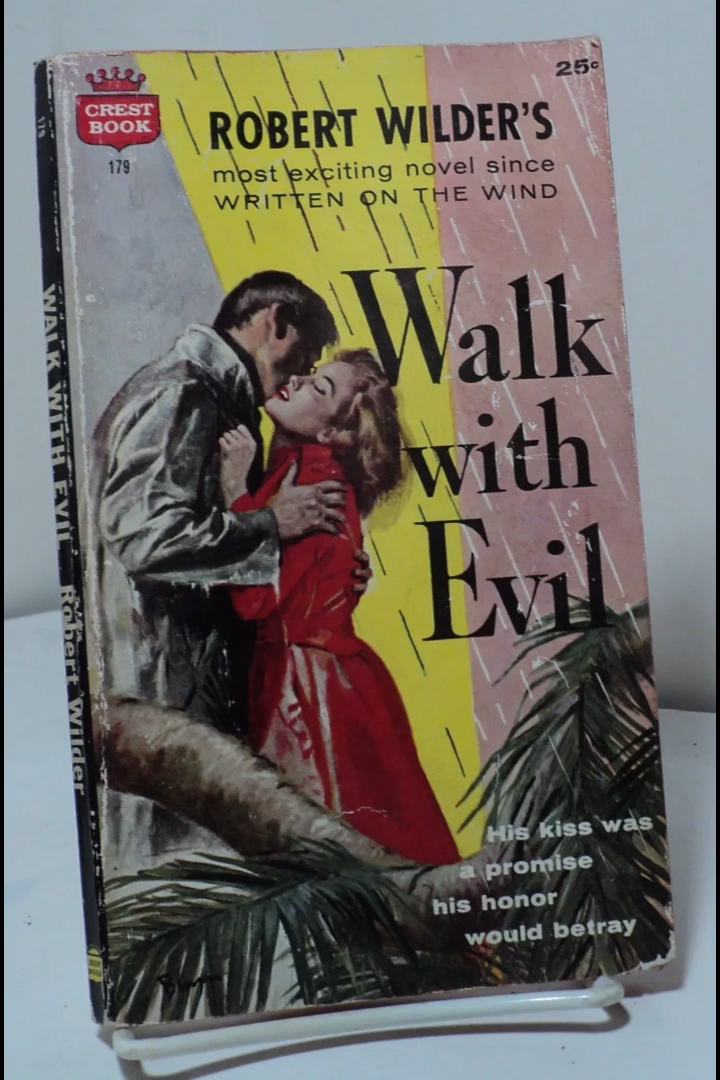 25¢
CREST
BOOK
179
ROBERT WILDER'S
most exciting novel since
WRITTEN ON THE WIND
Walk
with
Evil
His kiss was
a promise
his honor
would betray
179
WALK WITH EVIL Robert Wilder